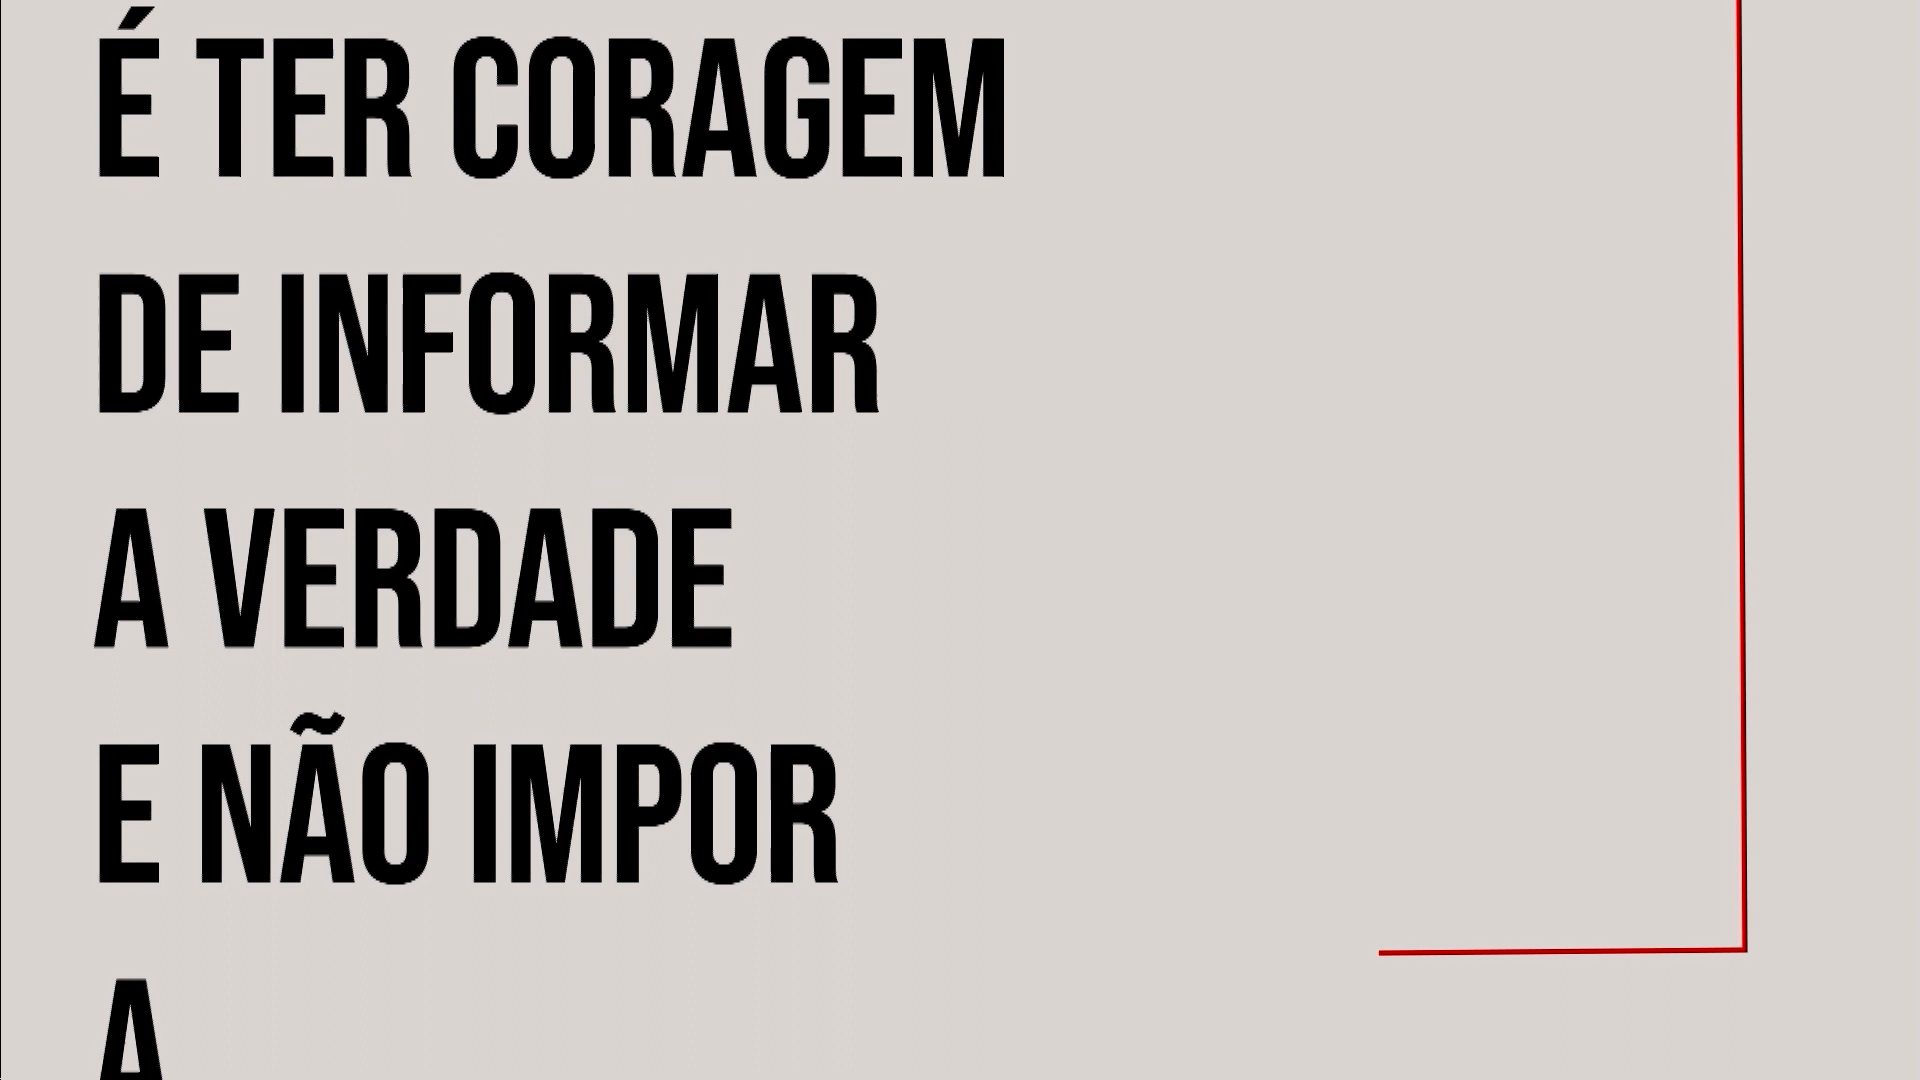 É TER CORAGEM
DE INFORMAR
A VERDADE
E NÃO IMPOR
A